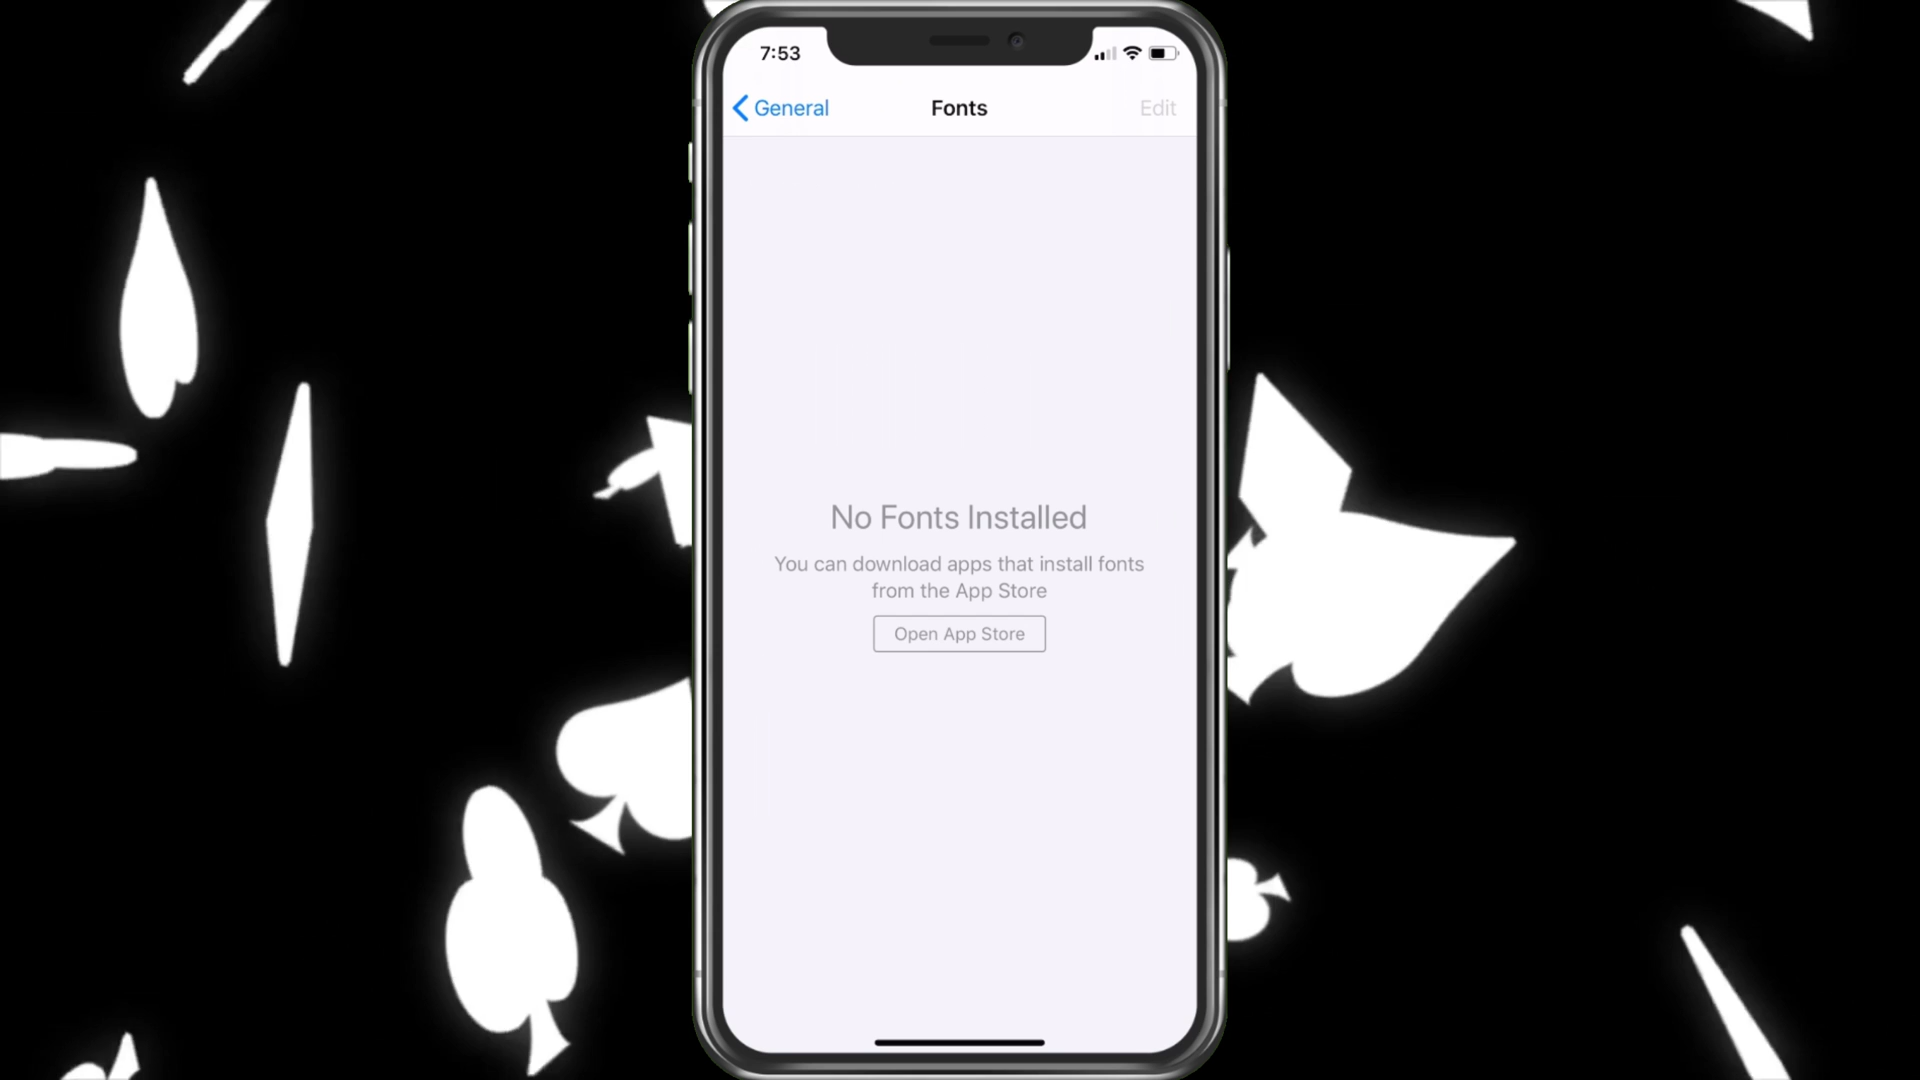 7:53
General
Fonts
Edit
No Fonts Installed
You can download apps that install fonts
from the App Store
Open App Store